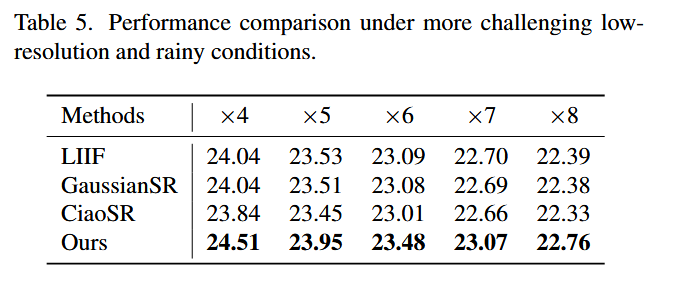 Table 5. Performance comparison under more challenging low-
resolution and rainy conditions.
Methods ×4 ×5 ×6 ×7 ×8
LIIF 24.04 23.53 23.09 22.70 22.39
GaussianSR 24.04 23.51 23.08 22.69 22.38
CiaoSR 23.84 23.45 23.01 22.66 22.33
Ours 24.51 23.95 23.48 23.07 22.76